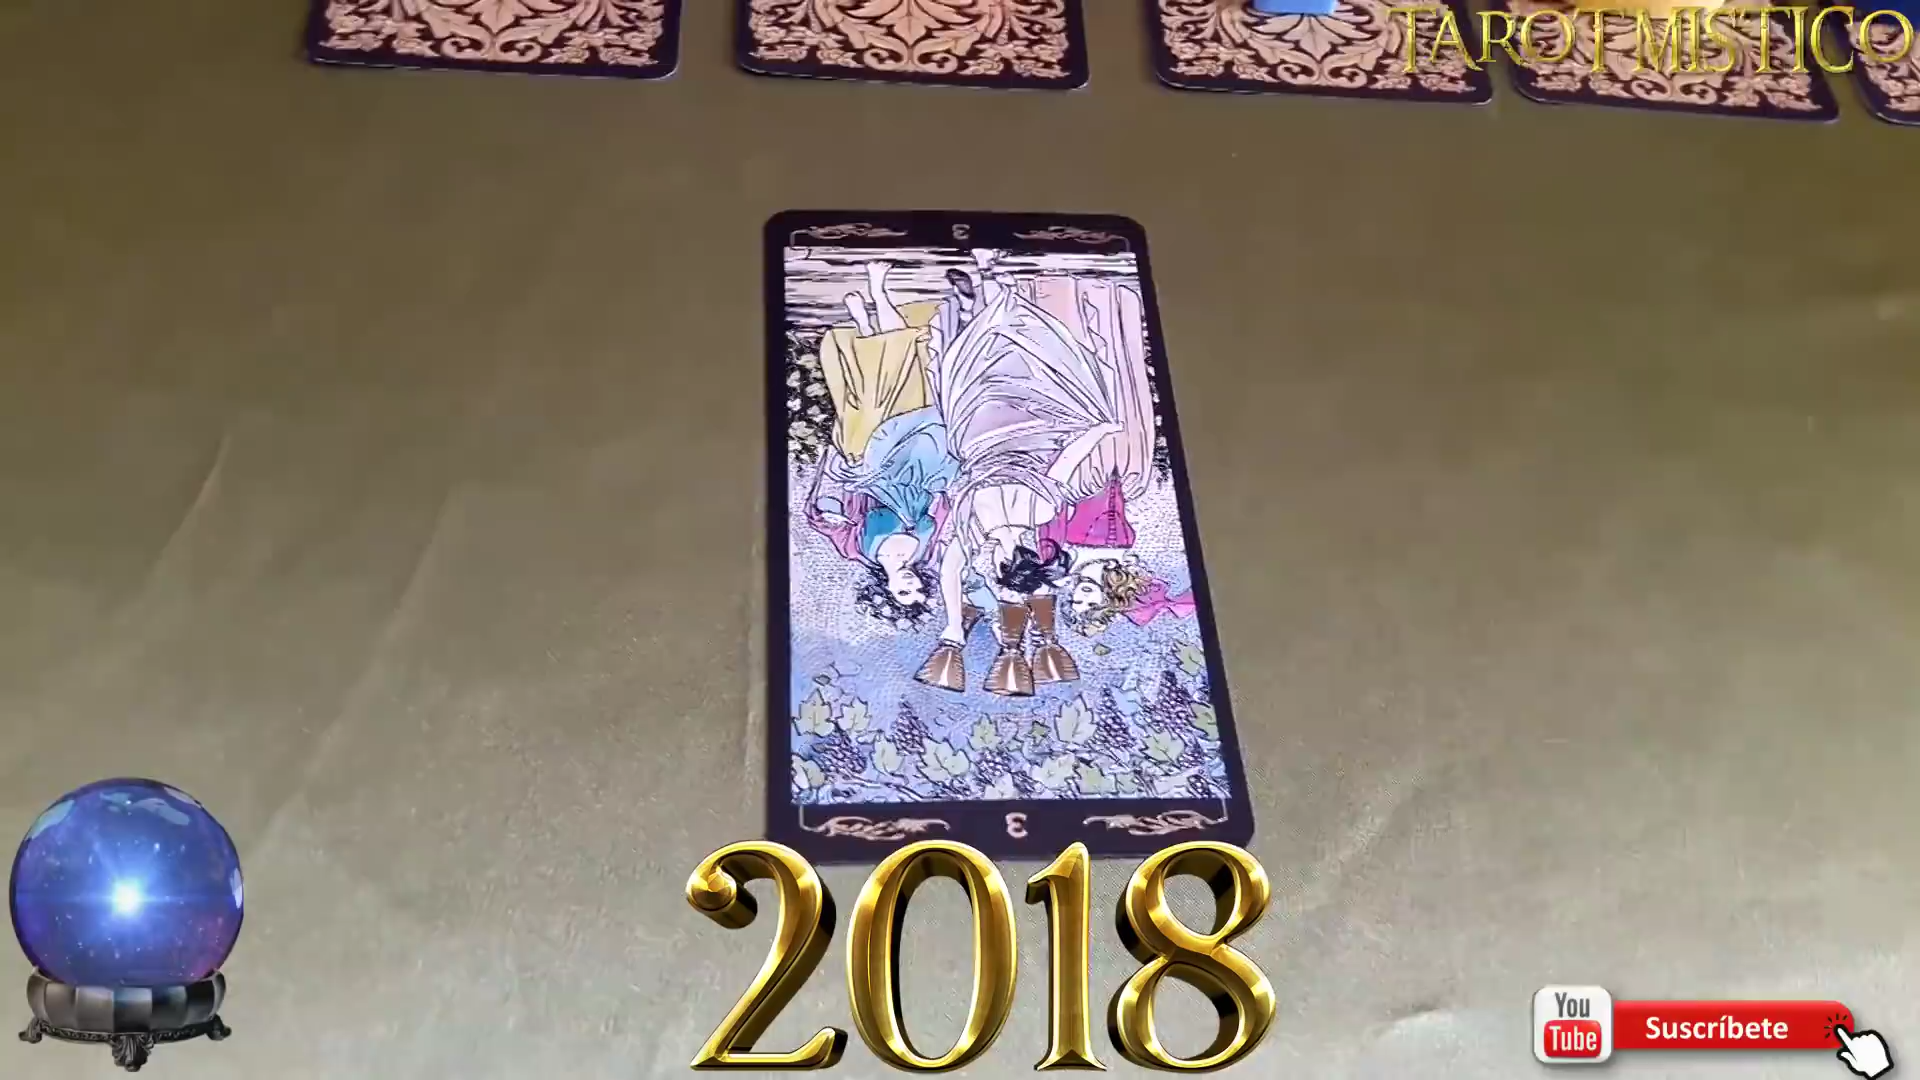 TAROT MISTICO
3
3
2018
You
Tube
Suscríbete